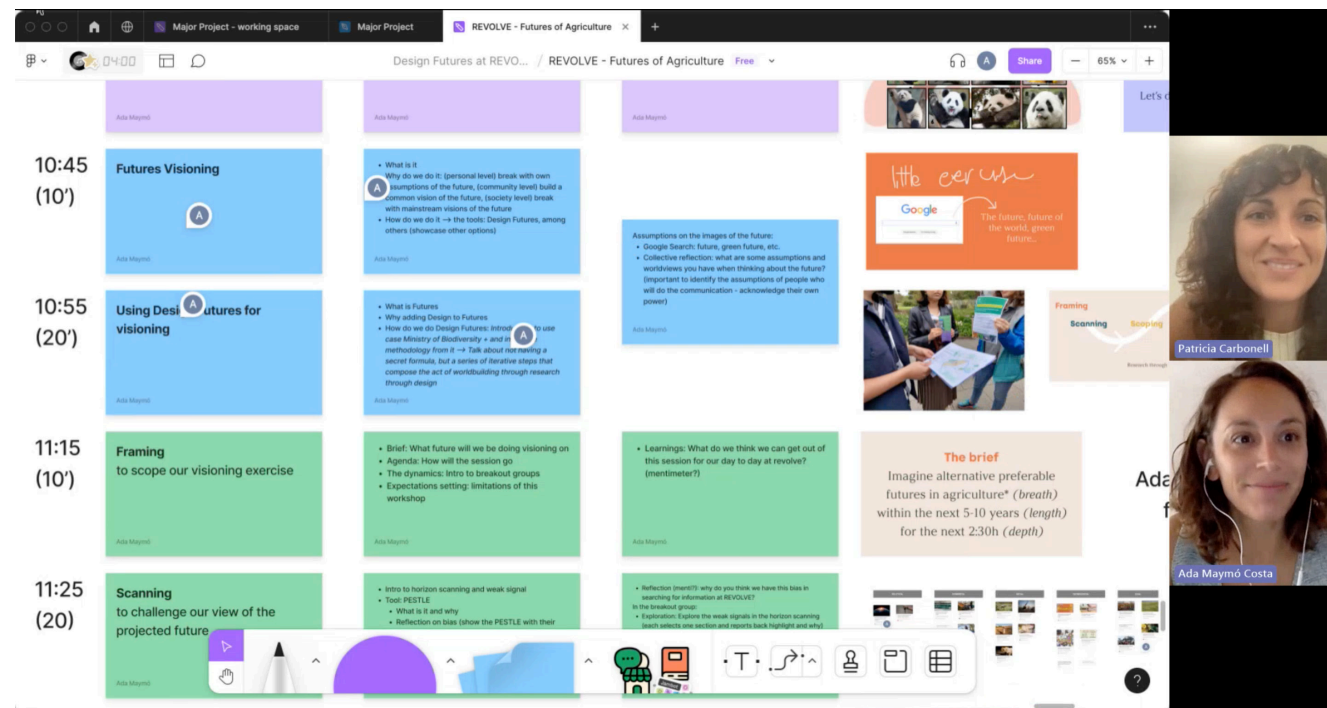 Major Project - working space
Major Project
REVOLVE - Futures of Agriculture
04:00
Design Futures at REVO... / REVOLVE - Futures of Agriculture Free
A
Share
65%
Ada Maymó
Ada Maymó
Ada Maymó
Let's d
10:45
(10')
Futures Visioning
A
Ada Maymó
• What is it
Why do we do it: (personal level) break with own
assumptions of the future, (community level) build a
common vision of the future, (society level) break
with mainstream visions of the future
• How do we do it → the tools: Design Futures, among
others (showcase other options)
A
Ada Maymó
Assumptions on the images of the future:
• Google Search: future, green future, etc.
• Collective reflection: what are some assumptions and
worldviews you have when thinking about the future?
(important to identify the assumptions of people who
will do the communication - acknowledge their own
power)
Ada Maymó
little exercise
Google
The future, future of
the world, green
future...
10:55
(20')
Using Desi utures for
visioning
A
Ada Maymó
• What is Futures
• Why adding Design to Futures
• How do we do Design Futures: Introd to use
case Ministry of Biodiversity + and in
methodology from it → Talk about not having a
secret formula, but a series of iterative steps that
compose the act of worldbuilding through research
through design
A
Ada Maymó
Framing
Scanning
Scoping
Research through
Patricia Carbonell
11:15
(10')
Framing
to scope our visioning exercise
Ada Maymó
• Brief: What future will we be doing visioning on
• Agenda: How will the session go
• The dynamics: Intro to breakout groups
• Expectations setting: limitations of this
workshop
Ada Maymó
• Learnings: What do we think we can get out of
this session for our day to day at revolve?
(mentimeter?)
Ada Maymó
The brief
Imagine alternative preferable
futures in agriculture* (breath)
within the next 5-10 years (length)
for the next 2:30h (depth)
Ada
f
Ada Maymó Costa
11:25
(20)
Scanning
to challenge our view of the
projected future
Ada Maymó
• Intro to horizon scanning and weak signal
• Tool: PESTLE
• What is it and why
• Reflection on bias (show the PESTLE with their
• Reflection (menti?): why do you think we have this bias in
searching for information at REVOLVE?
In the breakout group:
• Exploration: Explore the weak signals in the horizon scanning
(each selects one section and reports back highlight and why)
T
?